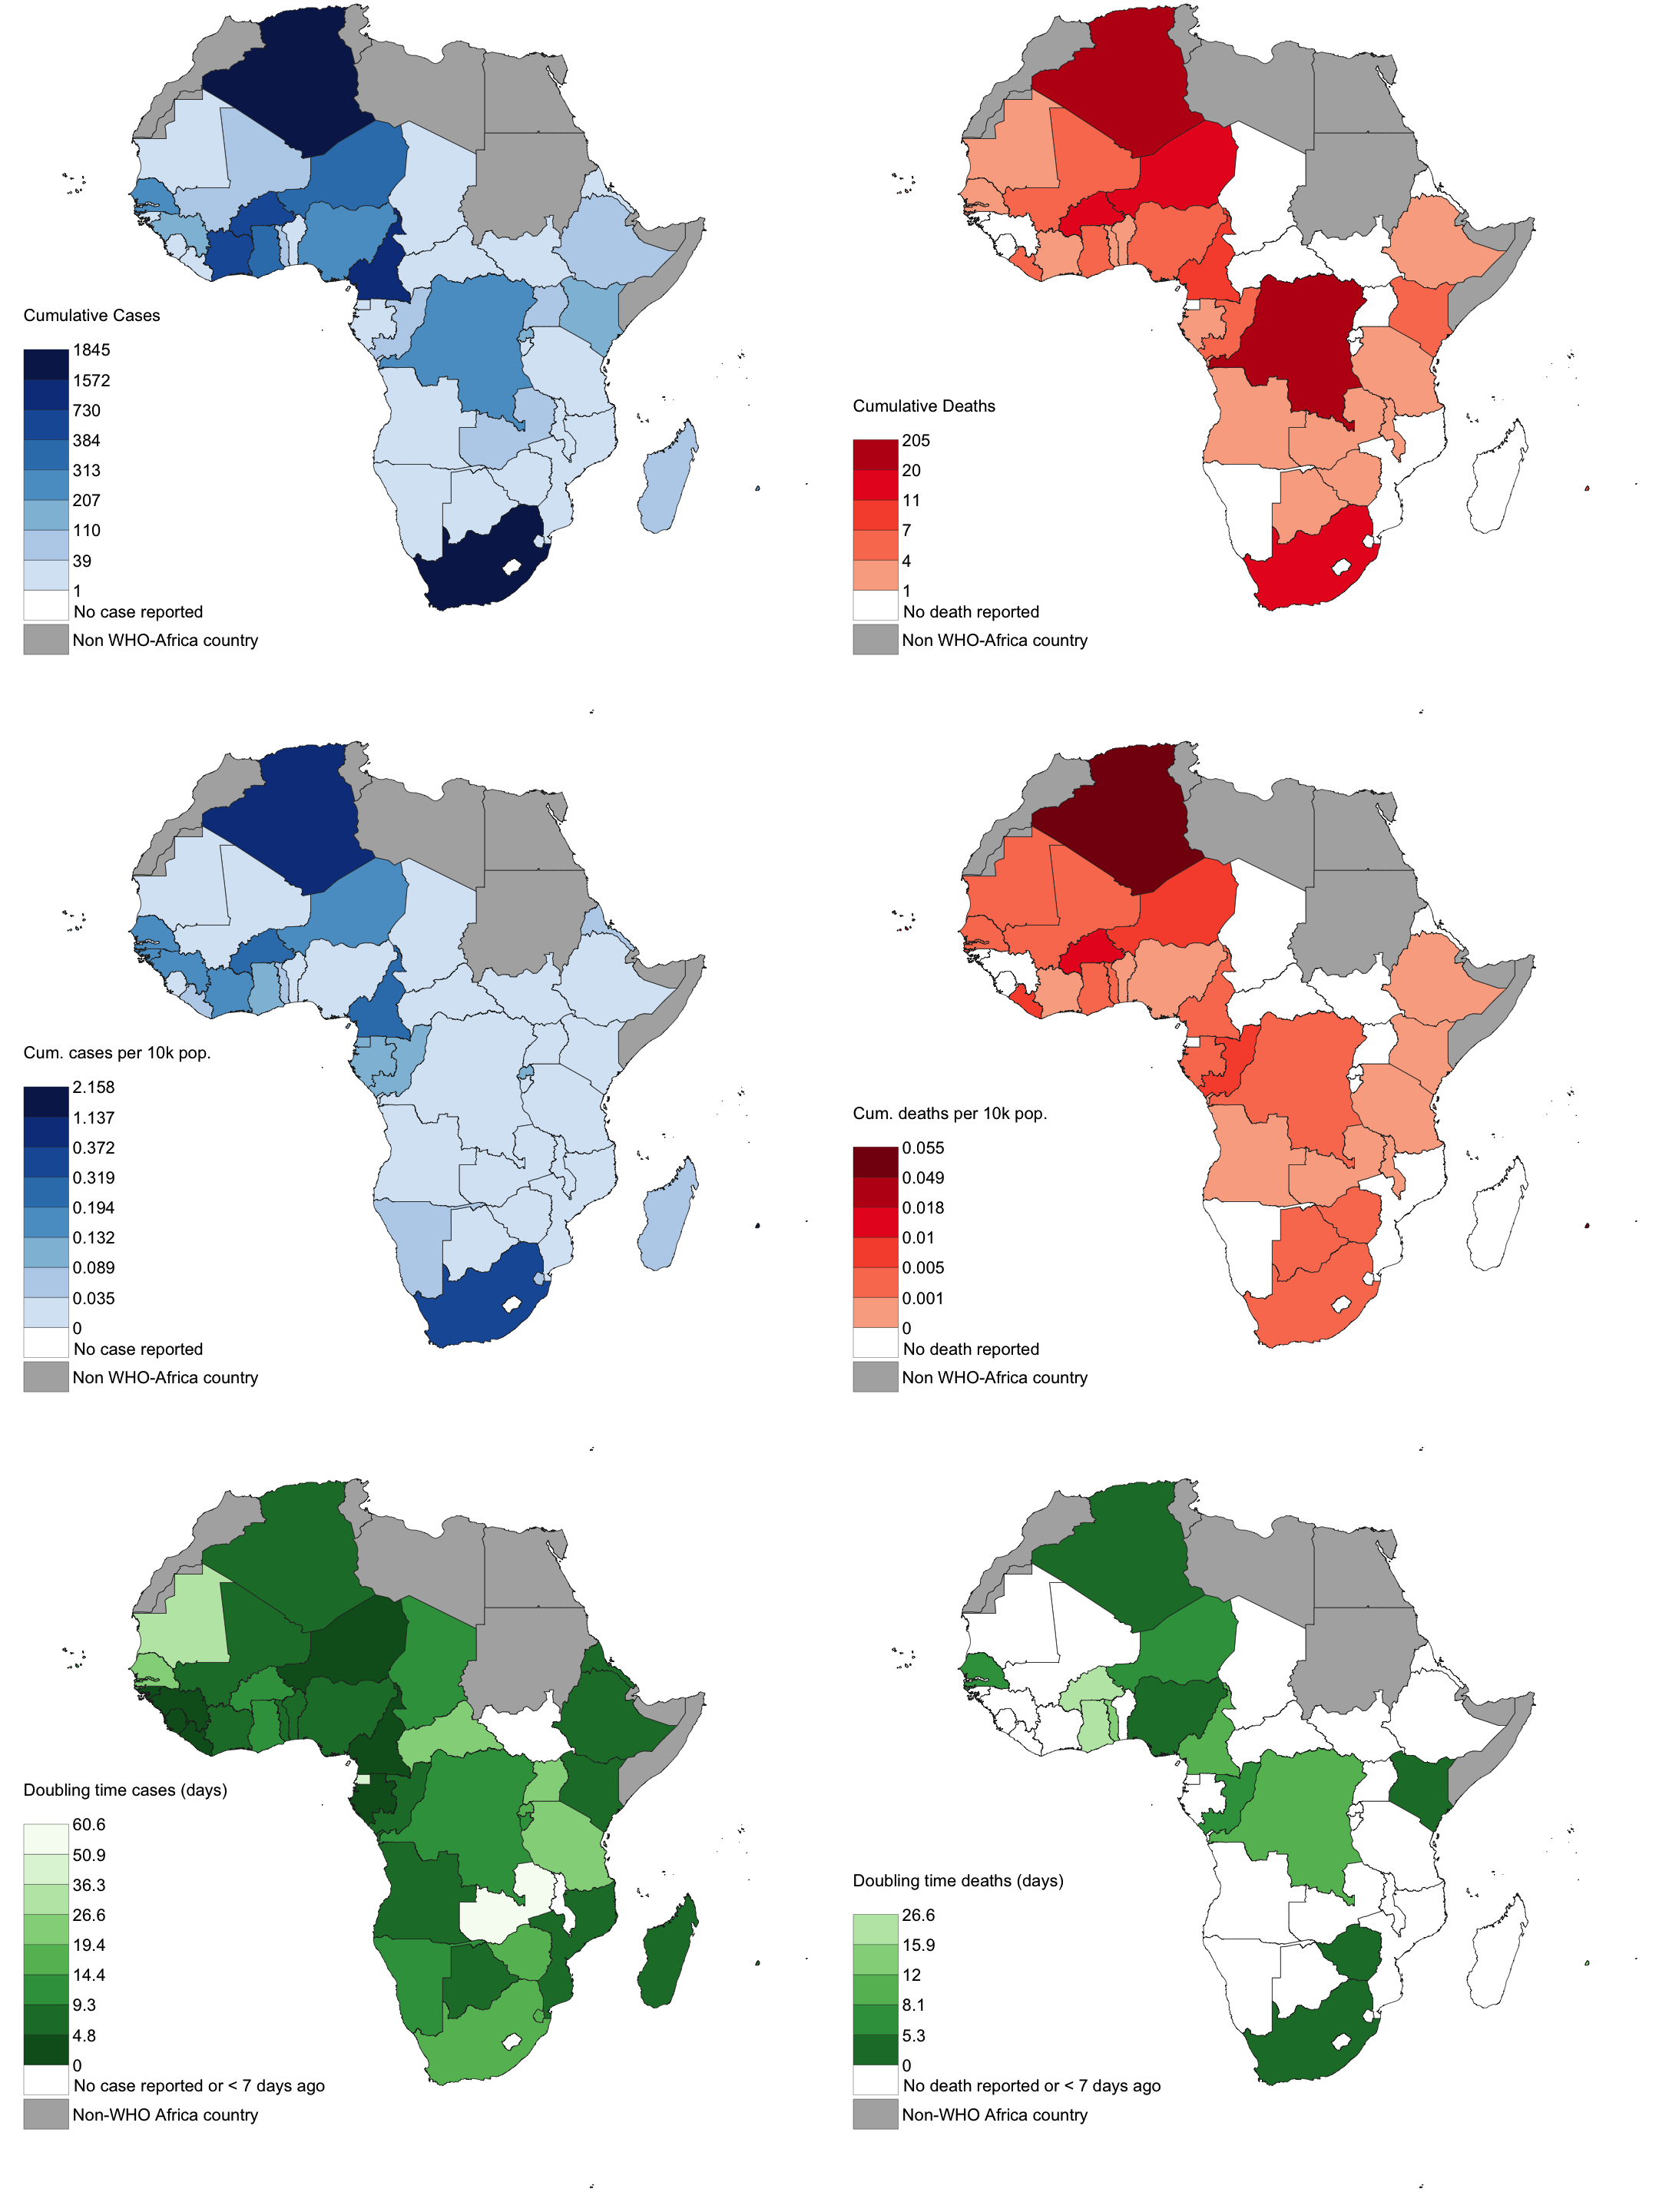 Cumulative Cases
1845
1572
730
384
313
207
110
39
1
No case reported
Non WHO-Africa country
Cumulative Deaths
205
20
11
7
4
1
No death reported
Non WHO-Africa country
Cum. cases per 10k pop.
2.158
1.137
0.372
0.319
0.194
0.132
0.089
0.035
0
No case reported
Non WHO-Africa country
Cum. deaths per 10k pop.
0.055
0.049
0.018
0.01
0.005
0.001
0
No death reported
Non WHO-Africa country
Doubling time cases (days)
60.6
50.9
36.3
26.6
19.4
14.4
9.3
4.8
0
No case reported or < 7 days ago
Non-WHO Africa country
Doubling time deaths (days)
26.6
15.9
12
8.1
5.3
0
No death reported or < 7 days ago
Non-WHO Africa country